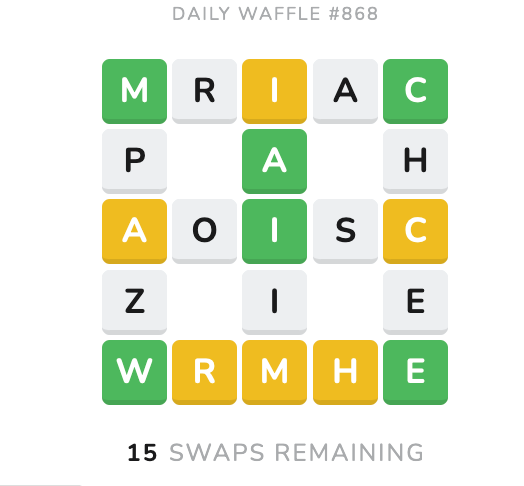 DAILY WAFFLE #868
M R I A C
P A H
A O I S C
Z I E
W R M H E
15 SWAPS REMAINING